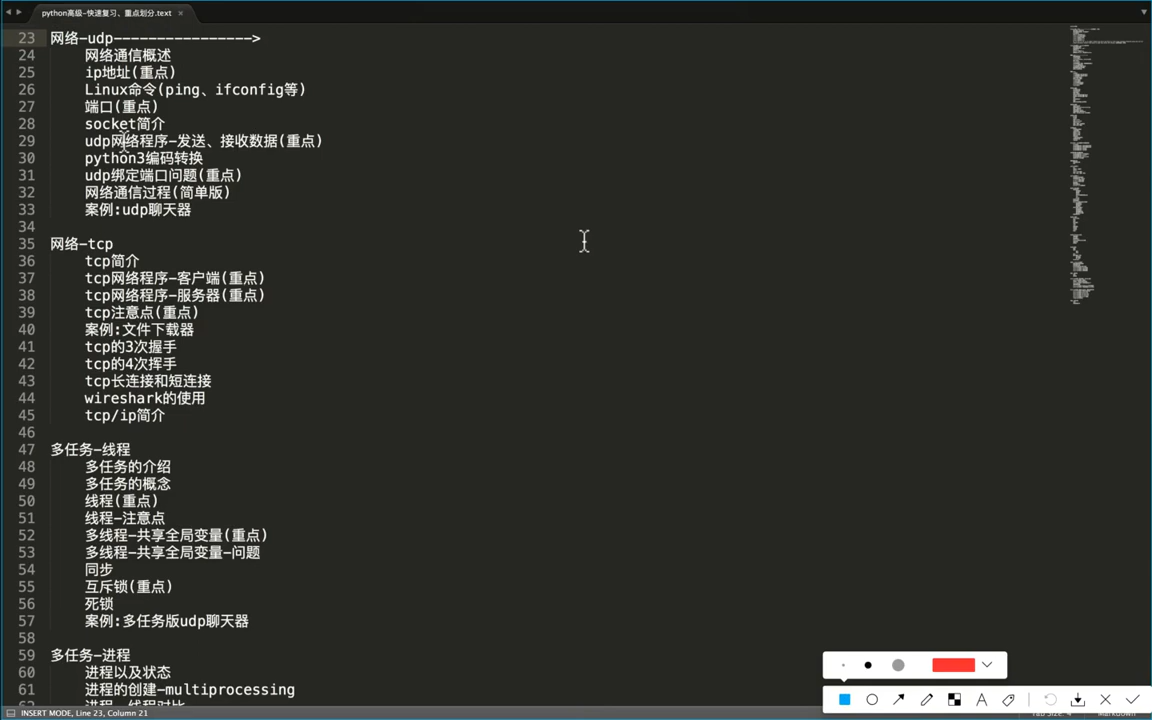 python高级--快速复习、重点划分.text
23 网络-udp---------------->
24 网络通信概述
25 ip地址(重点)
26 Linux命令(ping、ifconfig等)
27 端口(重点)
28 socket简介
29 udp网络程序-发送、接收数据(重点)
30 python3编码转换
31 udp绑定端口问题(重点)
32 网络通信过程(简单版)
33 案例:udp聊天器
34
35 网络-tcp
36 tcp简介
37 tcp网络程序-客户端(重点)
38 tcp网络程序-服务器(重点)
39 tcp注意点(重点)
40 案例:文件下载器
41 tcp的3次握手
42 tcp的4次挥手
43 tcp长连接和短连接
44 wireshark的使用
45 tcp/ip简介
46
47 多任务-线程
48 多任务的介绍
49 多任务的概念
50 线程(重点)
51 线程-注意点
52 多线程-共享全局变量(重点)
53 多线程-共享全局变量-问题
54 同步
55 互斥锁(重点)
56 死锁
57 案例:多任务版udp聊天器
58
59 多任务-进程
60 进程以及状态
61 进程的创建-multiprocessing
INSERT MODE, Line 23, Column 21